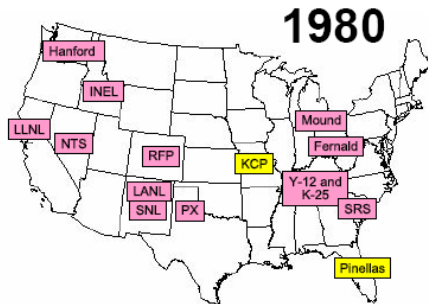 1980
Hanford
INEL
LLNL
NTS
RFP
KCP
Mound
Fernald
LANL
SNL
PX
Y-12 and
K-25
SRS
Pinellas